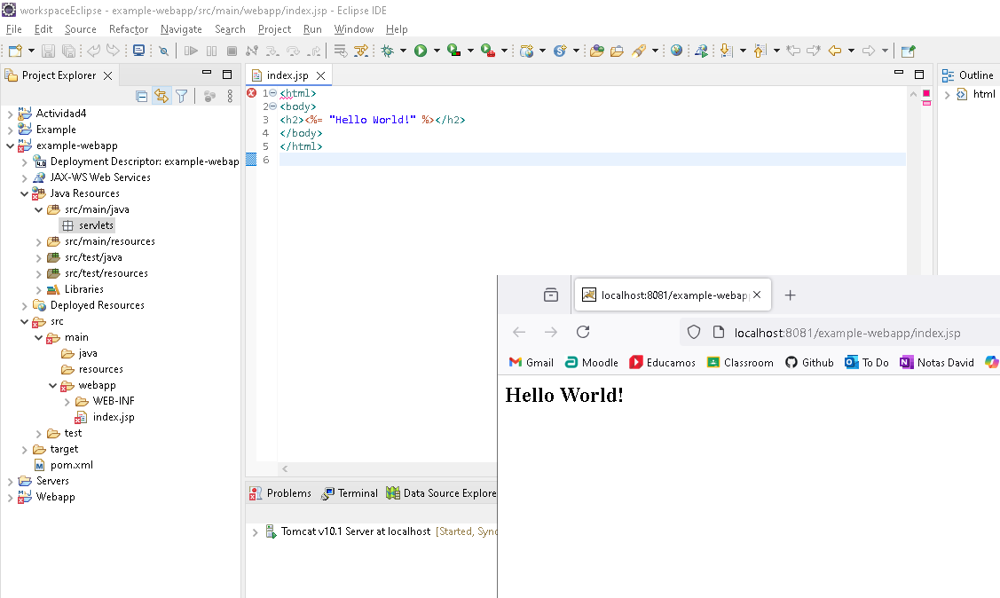 workspaceEclipse - example-webapp/src/main/webapp/index.jsp - Eclipse IDE
File Edit Source Refactor Navigate Search Project Run Window Help
Project Explorer
Actividad4
Example
example-webapp
4.0 Deployment Descriptor: example-webap
JAX-WS Web Services
Java Resources
src/main/java
servlets
src/main/resources
src/test/java
src/test/resources
Libraries
Deployed Resources
src
main
java
resources
webapp
WEB-INF
index.jsp
test
target
pom.xml
Servers
Webapp
index.jsp
1 <html>
2 <body>
3 <h2><%= "Hello World!" %></h2>
4 </body>
5 </html>
6
Outline
html
Problems Terminal Data Source Explore
Tomcat v10.1 Server at localhost [Started, Sync
localhost:8081/example-webap
localhost:8081/example-webapp/index.jsp
Gmail Moodle Educamos Classroom Github To Do Notas David
Hello World!